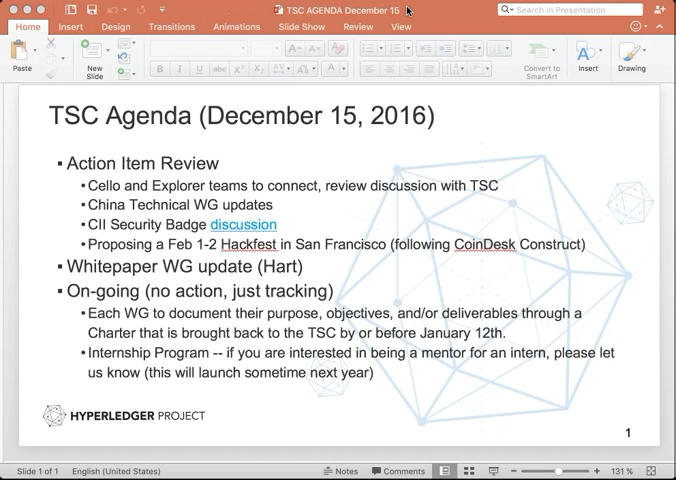 TSC AGENDA December 15
Search in Presentation
Home Insert Design Transitions Animations Slide Show Review View
Paste
New
Slide
B I U abc X² X₂ AV Aa A
Convert to
SmartArt
Insert
Drawing
TSC Agenda (December 15, 2016)
▪ Action Item Review
• Cello and Explorer teams to connect, review discussion with TSC
• China Technical WG updates
• CII Security Badge discussion
• Proposing a Feb 1-2 Hackfest in San Francisco (following CoinDesk Construct)
▪ Whitepaper WG update (Hart)
▪ On-going (no action, just tracking)
• Each WG to document their purpose, objectives, and/or deliverables through a
Charter that is brought back to the TSC by or before January 12th.
• Internship Program -- if you are interested in being a mentor for an intern, please let
us know (this will launch sometime next year)
HYPERLEDGER PROJECT
1
Slide 1 of 1 English (United States) Notes Comments 131 %